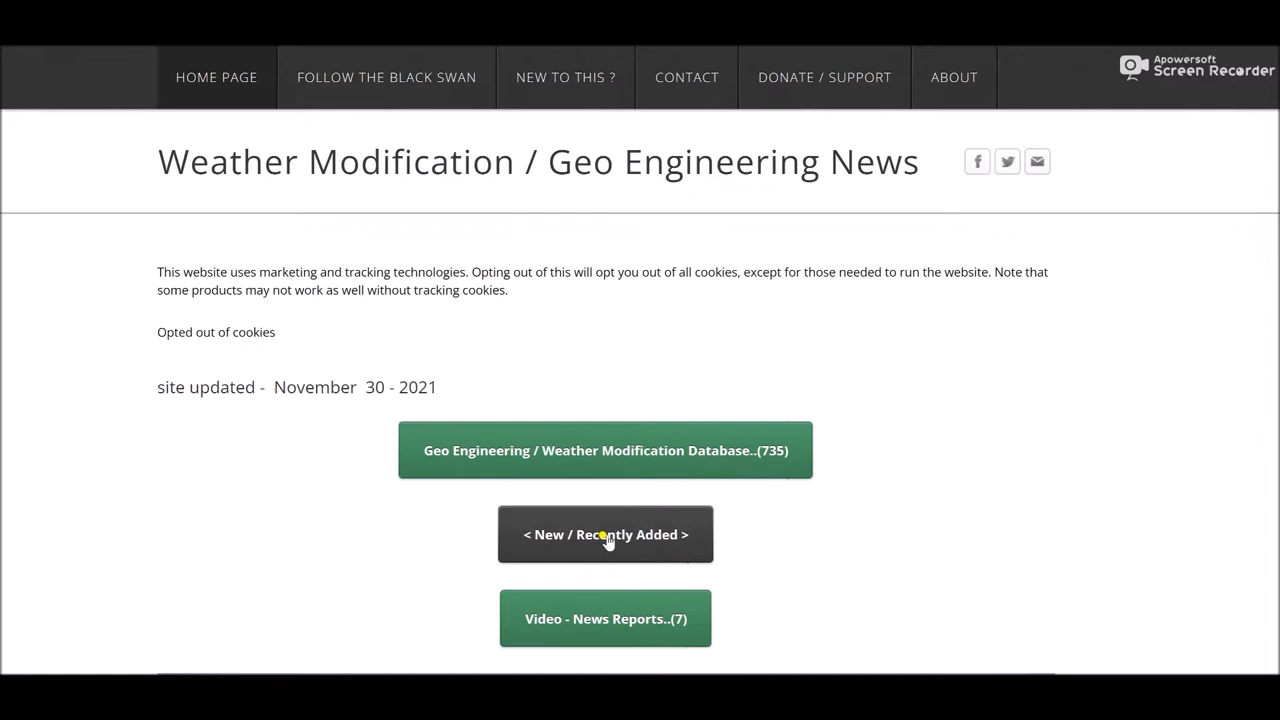 HOME PAGE FOLLOW THE BLACK SWAN NEW TO THIS ? CONTACT DONATE / SUPPORT ABOUT
Apowersoft
Screen Recorder
Weather Modification / Geo Engineering News
This website uses marketing and tracking technologies. Opting out of this will opt you out of all cookies, except for those needed to run the website. Note that
some products may not work as well without tracking cookies.
Opted out of cookies
site updated - November 30 - 2021
Geo Engineering / Weather Modification Database..(735)
< New / Recently Added >
Video - News Reports..(7)